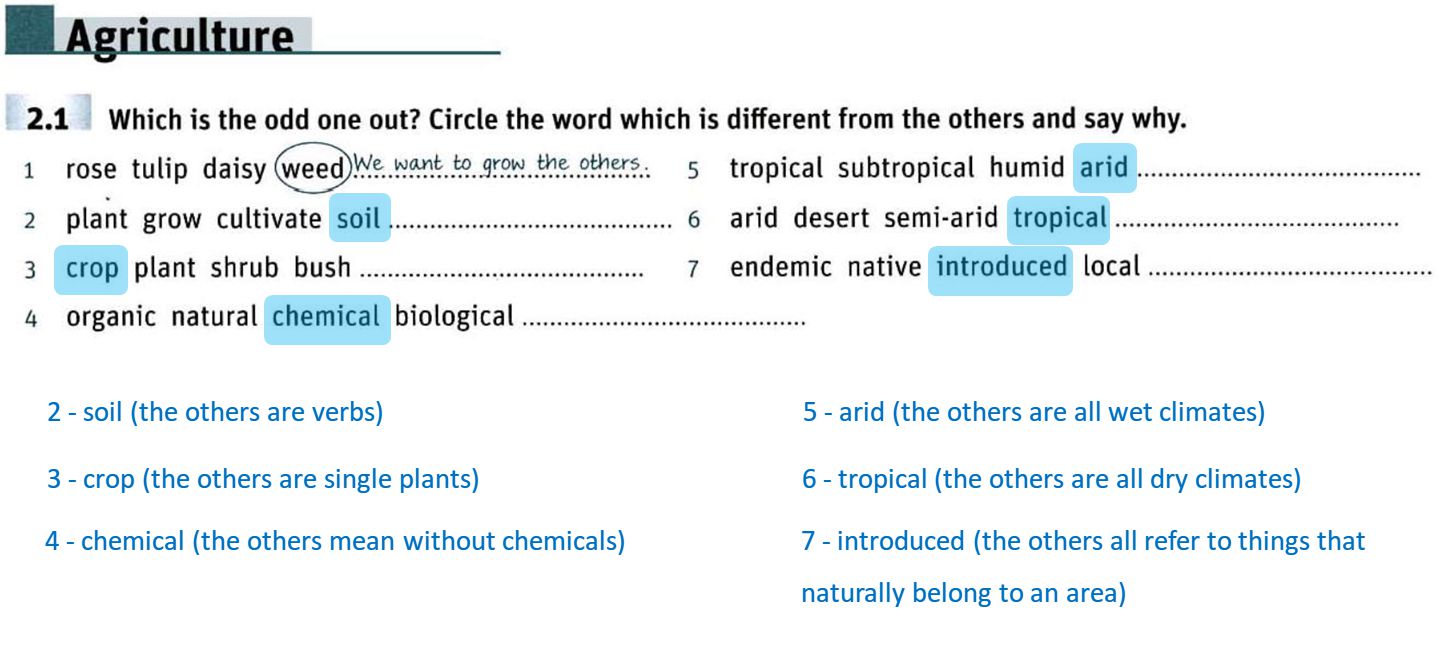 Agriculture
2.1 Which is the odd one out? Circle the word which is different from the others and say why.
1 rose tulip daisy weed We want to grow the others.
2 plant grow cultivate soil ........................................
3 crop plant shrub bush ........................................
4 organic natural chemical biological ........................................
5 tropical subtropical humid arid ........................................
6 arid desert semi-arid tropical ........................................
7 endemic native introduced local ........................................
2 - soil (the others are verbs)
3 - crop (the others are single plants)
4 - chemical (the others mean without chemicals)
5 - arid (the others are all wet climates)
6 - tropical (the others are all dry climates)
7 - introduced (the others all refer to things that
naturally belong to an area)